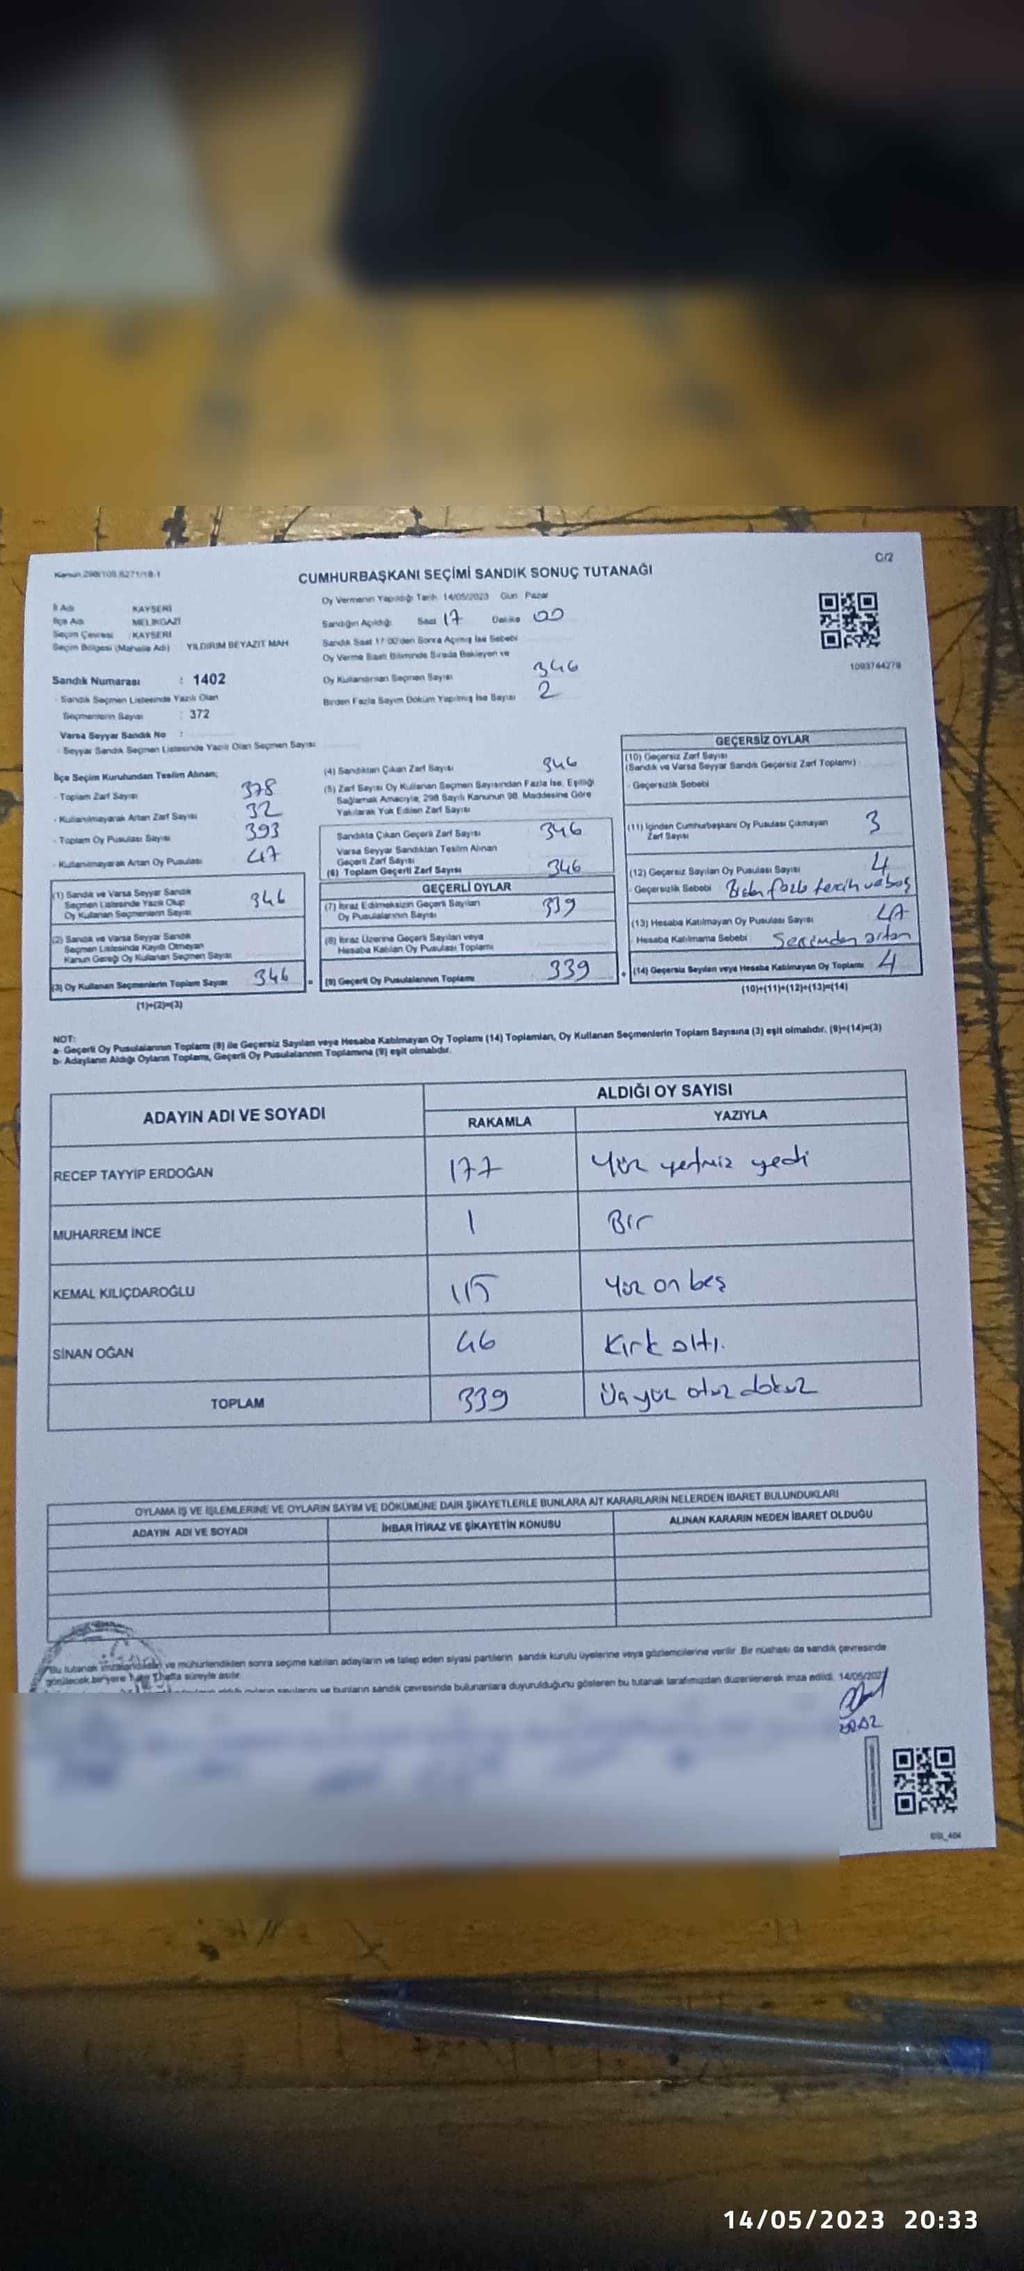 Kanun 298/109.6271/18-1
C/2
CUMHURBAŞKANI SEÇİMİ SANDIK SONUÇ TUTANAĞI
İl Adı KAYSERİ
İlçe Adı MELİKGAZİ
Seçim Çevresi : KAYSERİ
Seçim Bölgesi (Mahalle Adı) YILDIRIM BEYAZIT MAH
Sandık Numarası : 1402
- Sandık Seçmen Listesinde Yazılı Olan
Seçmenlerin Sayısı : 372
Varsa Seyyar Sandık No :
- Seyyar Sandık Seçmen Listesinde Yazılı Olan Seçmen Sayısı:
Oy Vermenin Yapıldığı Tarih 14/05/2023 Gün Pazar
Sandığın Açıldığı Saat 17 Dakika 00
Sandık Saat 17:00'den Sonra Açılmış İse Sebebi
Oy Verme Saati Bitiminde Sırada Bekleyen ve
Oy Kullandırılan Seçmen Sayısı 346
Birden Fazla Sayım Döküm Yapılmış İse Sayısı 2
1093764278
İlçe Seçim Kurulundan Teslim Alınan;
- Toplam Zarf Sayısı 378
- Kullanılmayarak Artan Zarf Sayısı 32
- Toplam Oy Pusulası Sayısı 393
- Kullanılmayarak Artan Oy Pusulası 47
(1) Sandık ve Varsa Seyyar Sandık
Seçmen Listesinde Yazılı Olup
Oy Kullanan Seçmenlerin Sayısı 346
(2) Sandık ve Varsa Seyyar Sandık
Seçmen Listesinde Kayıtlı Olmayan
Kanun Gereği Oy Kullanan Seçmen Sayısı
(3) Oy Kullanan Seçmenlerin Toplam Sayısı 346
(1)+(2)=(3)
(4) Sandıktan Çıkan Zarf Sayısı 346
(5) Zarf Sayısı Oy Kullanan Seçmen Sayısından Fazla İse, Eşitliği
Sağlamak Amacıyla, 298 Sayılı Kanunun 98. Maddesine Göre
Yakılarak Yok Edilen Zarf Sayısı
Sandıkta Çıkan Geçerli Zarf Sayısı 346
Varsa Seyyar Sandıktan Teslim Alınan
Geçerli Zarf Sayısı
(6) Toplam Geçerli Zarf Sayısı 346
GEÇERLİ OYLAR
(7) İtiraz Edilmeksizin Geçerli Sayılan
Oy Pusulalarının Sayısı 339
(8) İtiraz Üzerine Geçerli Sayılan veya
Hesaba Katılan Oy Pusulası Toplamı
(9) Geçerli Oy Pusulalarının Toplamı 339
GEÇERSİZ OYLAR
(10) Geçersiz Zarf Sayısı
(Sandık ve Varsa Seyyar Sandık Geçersiz Zarf Toplamı)
- Geçersizlik Sebebi
(11) İçinden Cumhurbaşkanı Oy Pusulası Çıkmayan
Zarf Sayısı 3
(12) Geçersiz Sayılan Oy Pusulası Sayısı 4
- Geçersizlik Sebebi Birden fazla tercih ve boş
(13) Hesaba Katılmayan Oy Pusulası Sayısı 47
Hesaba Katılmama Sebebi : Seçimden artan
(14) Geçersiz Sayılan veya Hesaba Katılmayan Oy Toplamı 4
(10)+(11)+(12)+(13)=(14)
NOT:
a- Geçerli Oy Pusulalarının Toplamı (9) ile Geçersiz Sayılan veya Hesaba Katılmayan Oy Toplamı (14) Toplamları, Oy Kullanan Seçmenlerin Toplam Sayısına (3) eşit olmalıdır. (9)+(14)=(3)
b- Adayların Aldığı Oyların Toplamı, Geçerli Oy Pusulalarının Toplamına (9) eşit olmalıdır.
ADAYIN ADI VE SOYADI ALDIĞI OY SAYISI
RAKAMLA YAZIYLA
RECEP TAYYİP ERDOĞAN 177 Yüz yetmiz yedi
MUHARREM İNCE 1 Bir
KEMAL KILIÇDAROĞLU 115 Yüz on beş
SİNAN OĞAN 46 Kırk altı.
TOPLAM 339 Üçyüz otuz dokuz
OYLAMA İŞ VE İŞLEMLERİNE VE OYLARIN SAYIM VE DÖKÜMÜNE DAİR ŞİKAYETLERLE BUNLARA AİT KARARLARIN NELERDEN İBARET BULUNDUKLARI
ADAYIN ADI VE SOYADI İHBAR İTİRAZ VE ŞİKAYETİN KONUSU ALINAN KARARIN NEDEN İBARET OLDUĞU
Bu tutanak imzalandıktan ve mühürlendikten sonra seçime katılan adayların ve talep eden siyasi partilerin sandık kurulu üyelerine veya gözlemcilerine verilir. Bir nüshası da sandık çevresinde
görülecek bir yere 1 hafta süreyle asılır.
oyların sayılarını ve bunların sandık çevresinde bulunanlara duyurulduğunu gösteren bu tutanak tarafımızdan düzenlenerek imza edildi. 14/05/202
14/05/2023 20:33